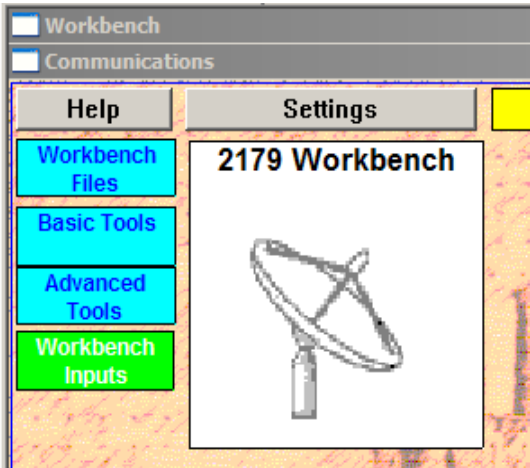 Workbench
Communications
Help
Settings
Workbench
Files
2179 Workbench
Basic Tools
Advanced
Tools
Workbench
Inputs